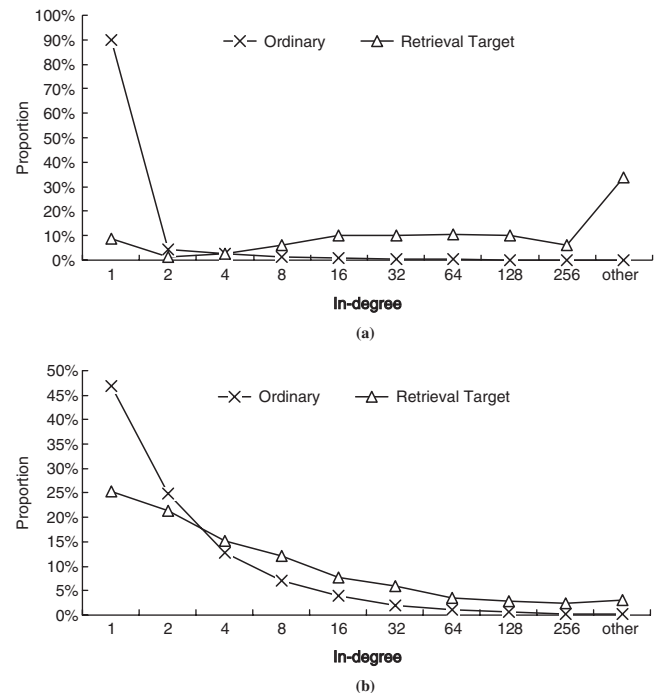 100%
90%
80%
70%
60%
50%
40%
30%
20%
10%
0%
Proportion
Ordinary Retrieval Target
1 2 4 8 16 32 64 128 256 other
In-degree
(a)
50%
45%
40%
35%
30%
25%
20%
15%
10%
5%
0%
Proportion
Ordinary Retrieval Target
1 2 4 8 16 32 64 128 256 other
In-degree
(b)